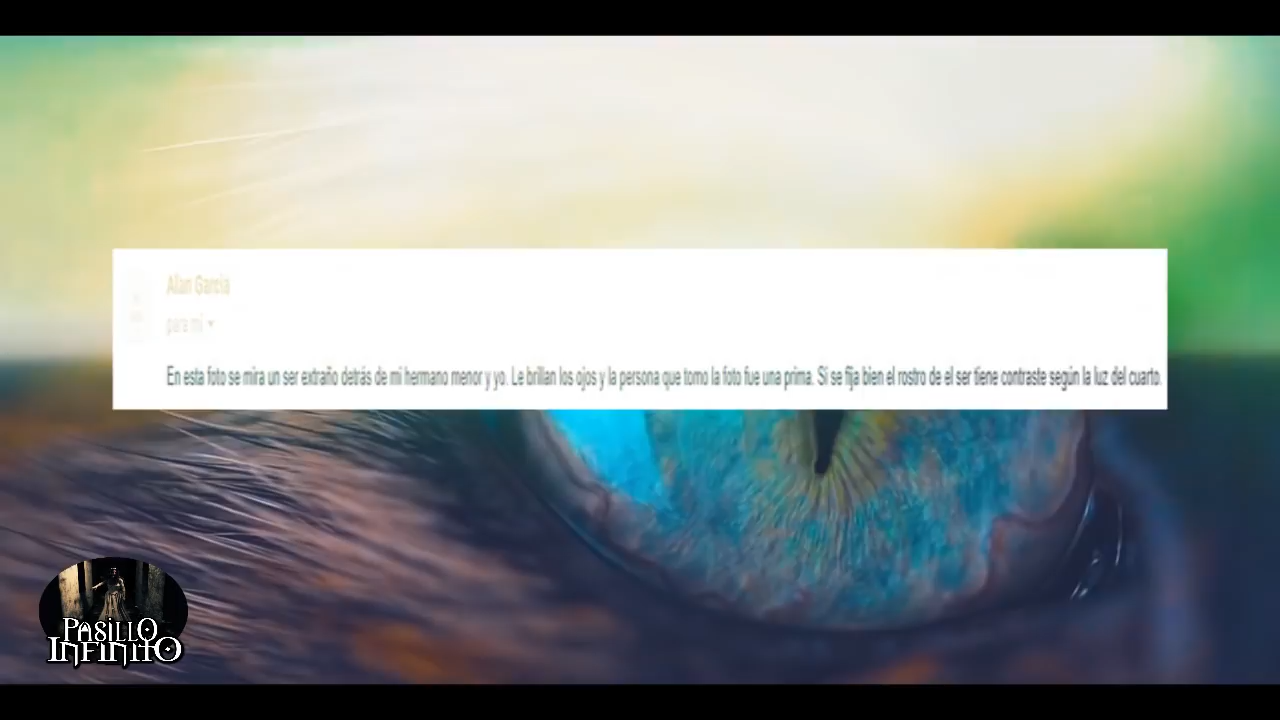 Alan Garcia
para mí
En esta foto se mira un ser extraño detrás de mi hermano menor y yo. Le brillan los ojos y la persona que tomo la foto fue una prima. Si se fija bien el rostro de el ser tiene contraste según la luz del cuarto.
PASILLO
INFINITO